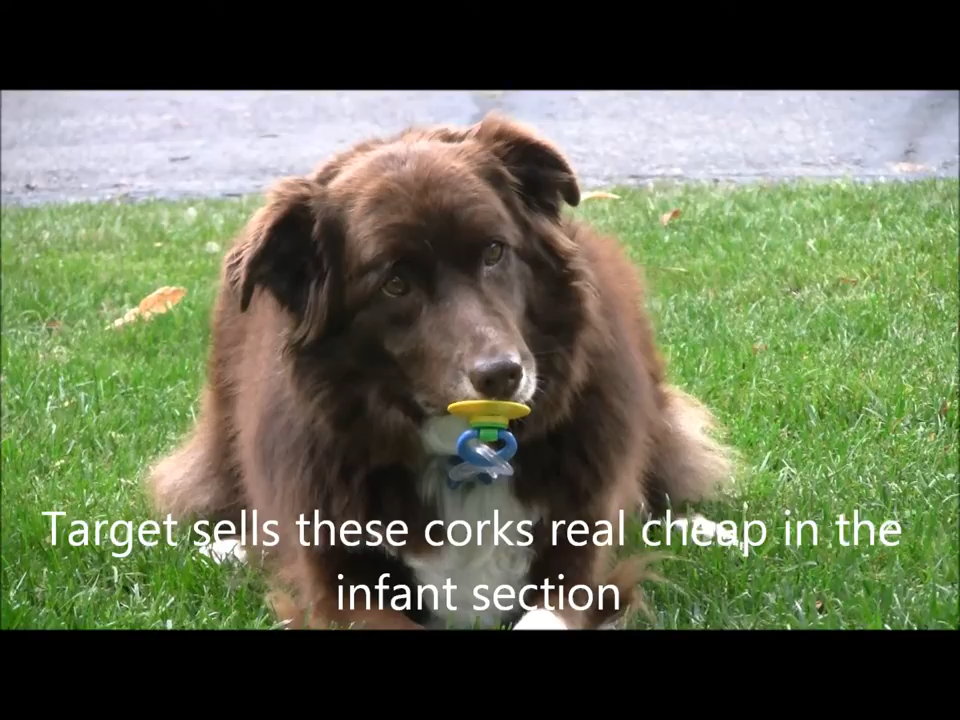 Target sells these corks real cheap in the
infant section